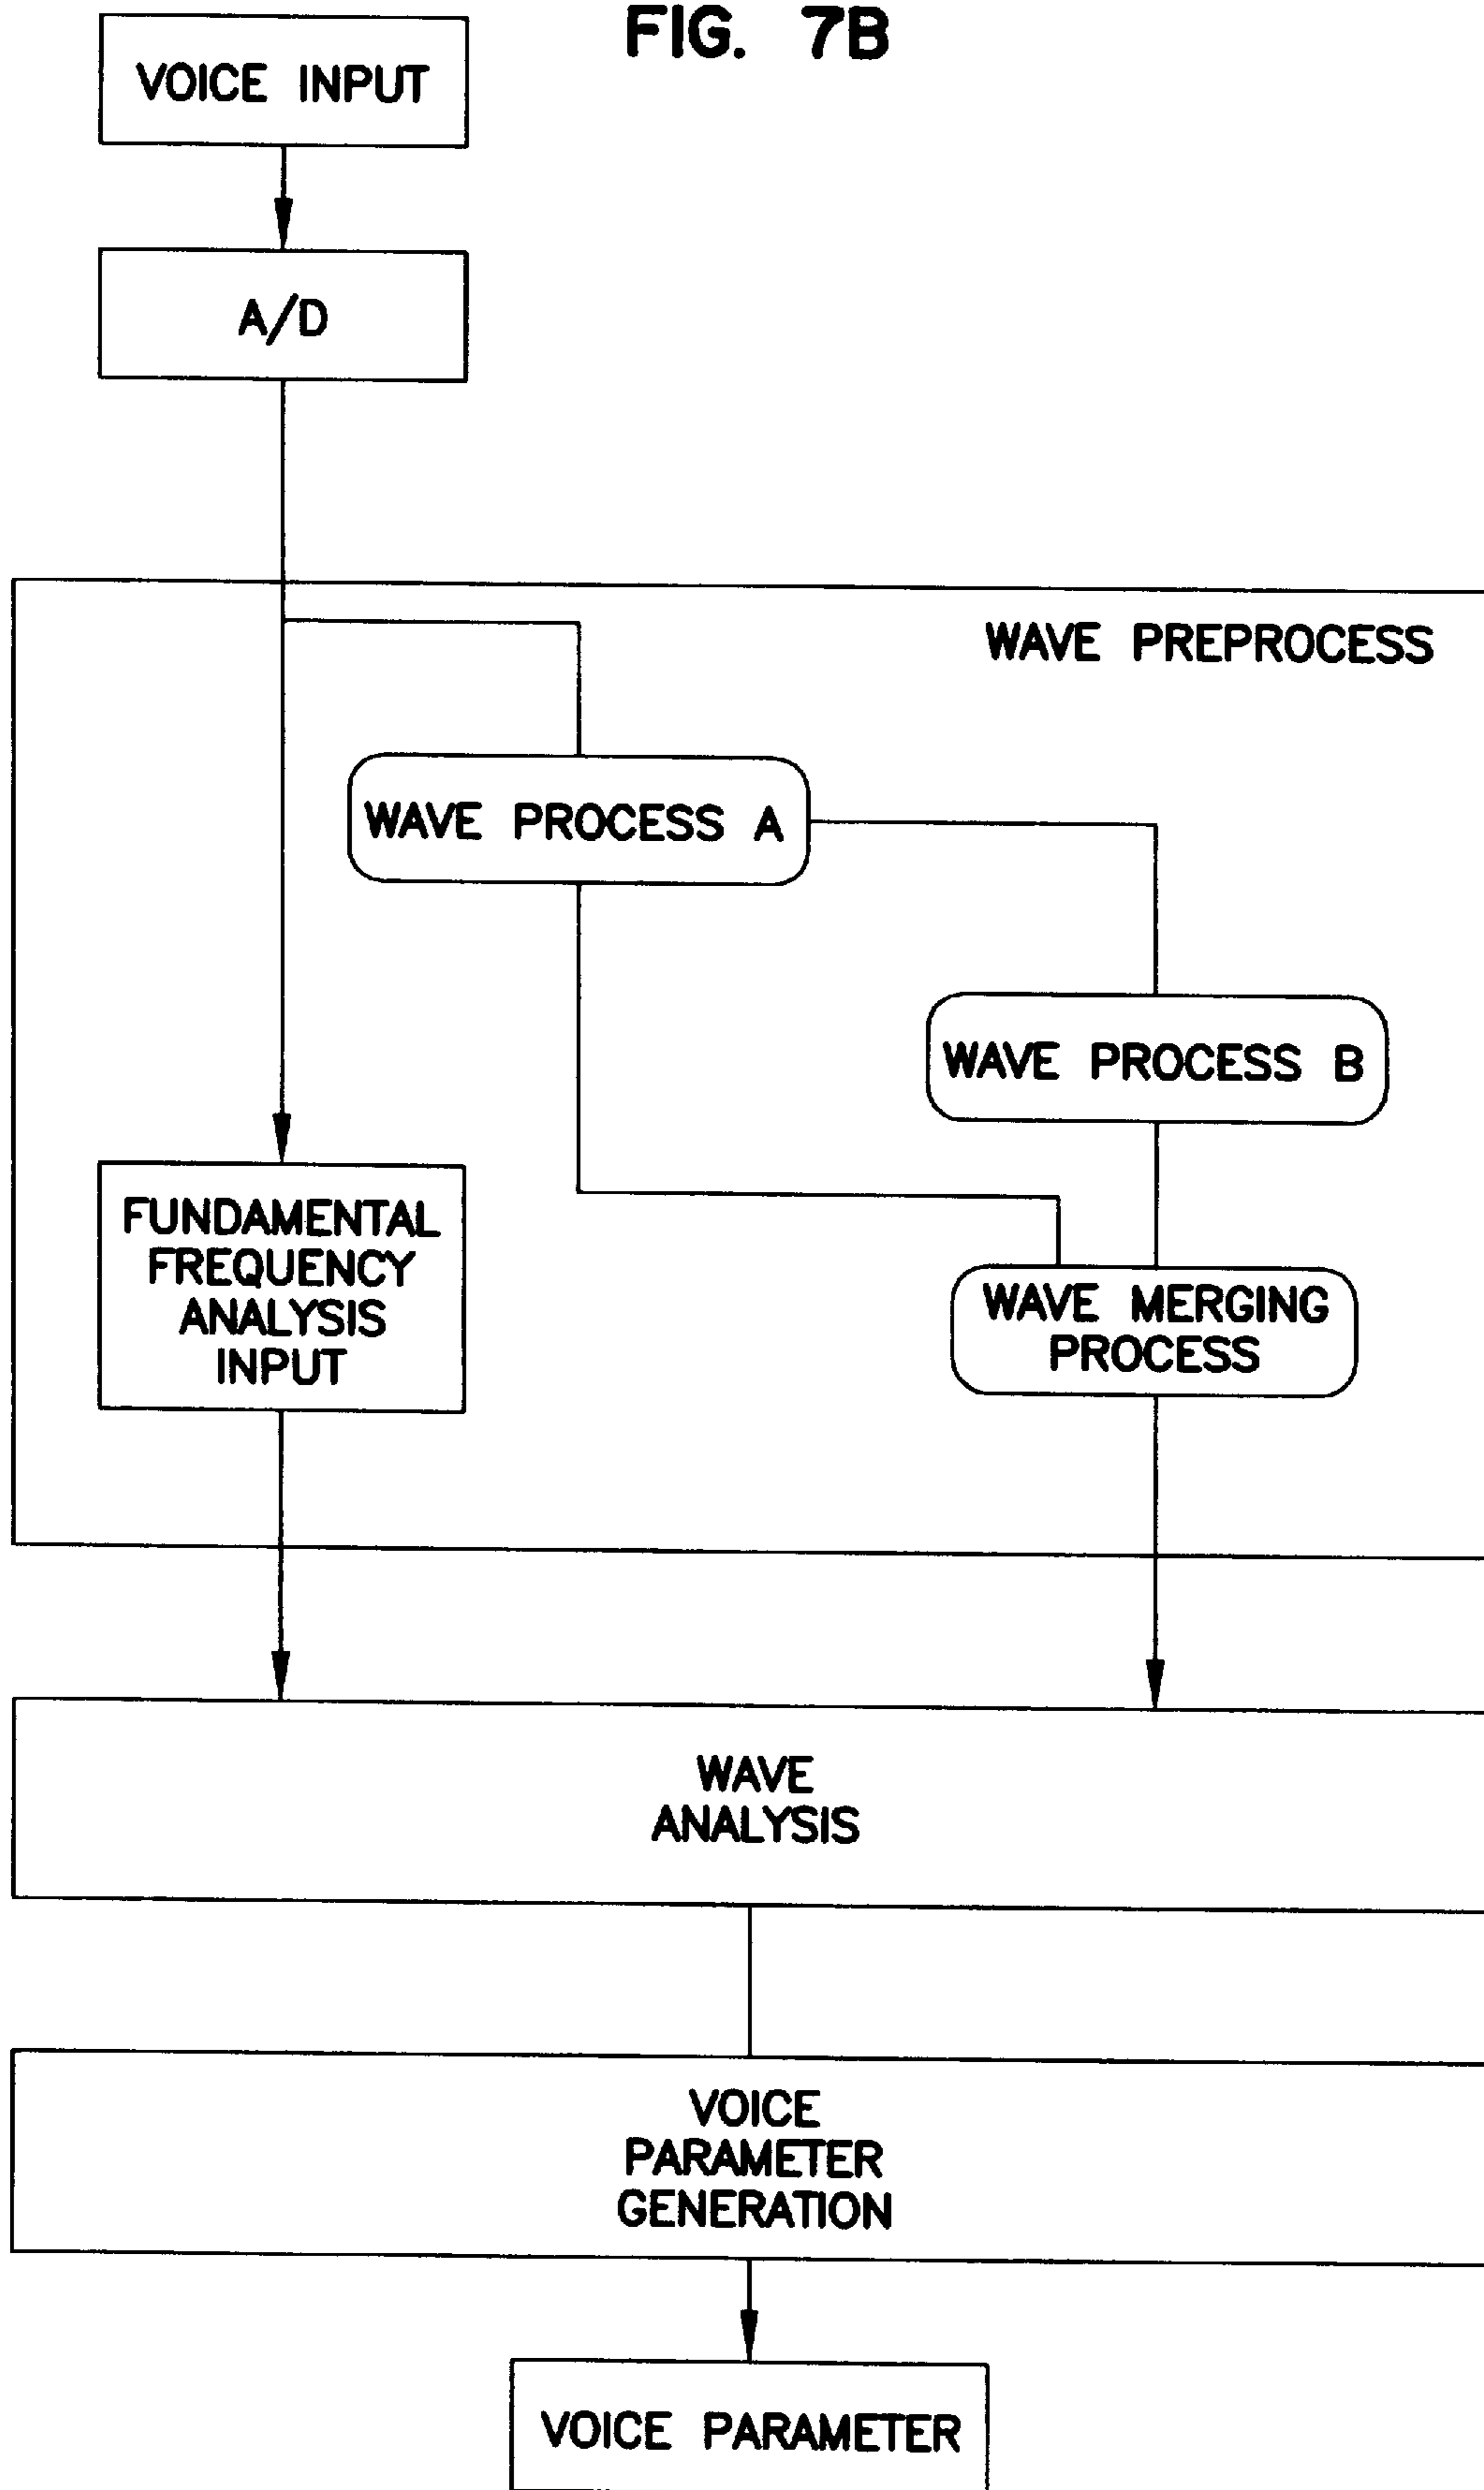 FIG. 7B
VOICE INPUT
A/D
WAVE PREPROCESS
WAVE PROCESS A
WAVE PROCESS B
FUNDAMENTAL
FREQUENCY
ANALYSIS
INPUT
WAVE MERGING
PROCESS
WAVE
ANALYSIS
VOICE
PARAMETER
GENERATION
VOICE PARAMETER